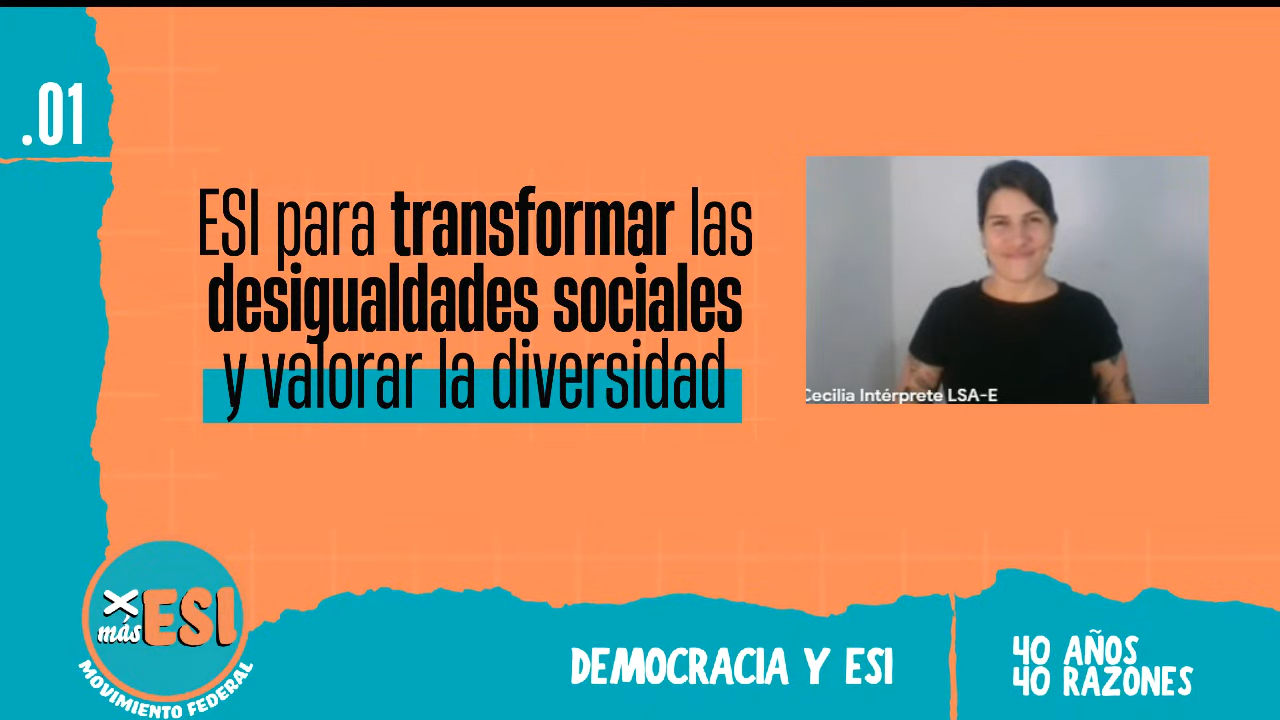 .01
ESI para transformar las
desigualdades sociales
y valorar la diversidad
Cecilia Intérprete LSA-E
x más ESI
MOVIMIENTO FEDERAL
DEMOCRACIA Y ESI
40 AÑOS
40 RAZONES